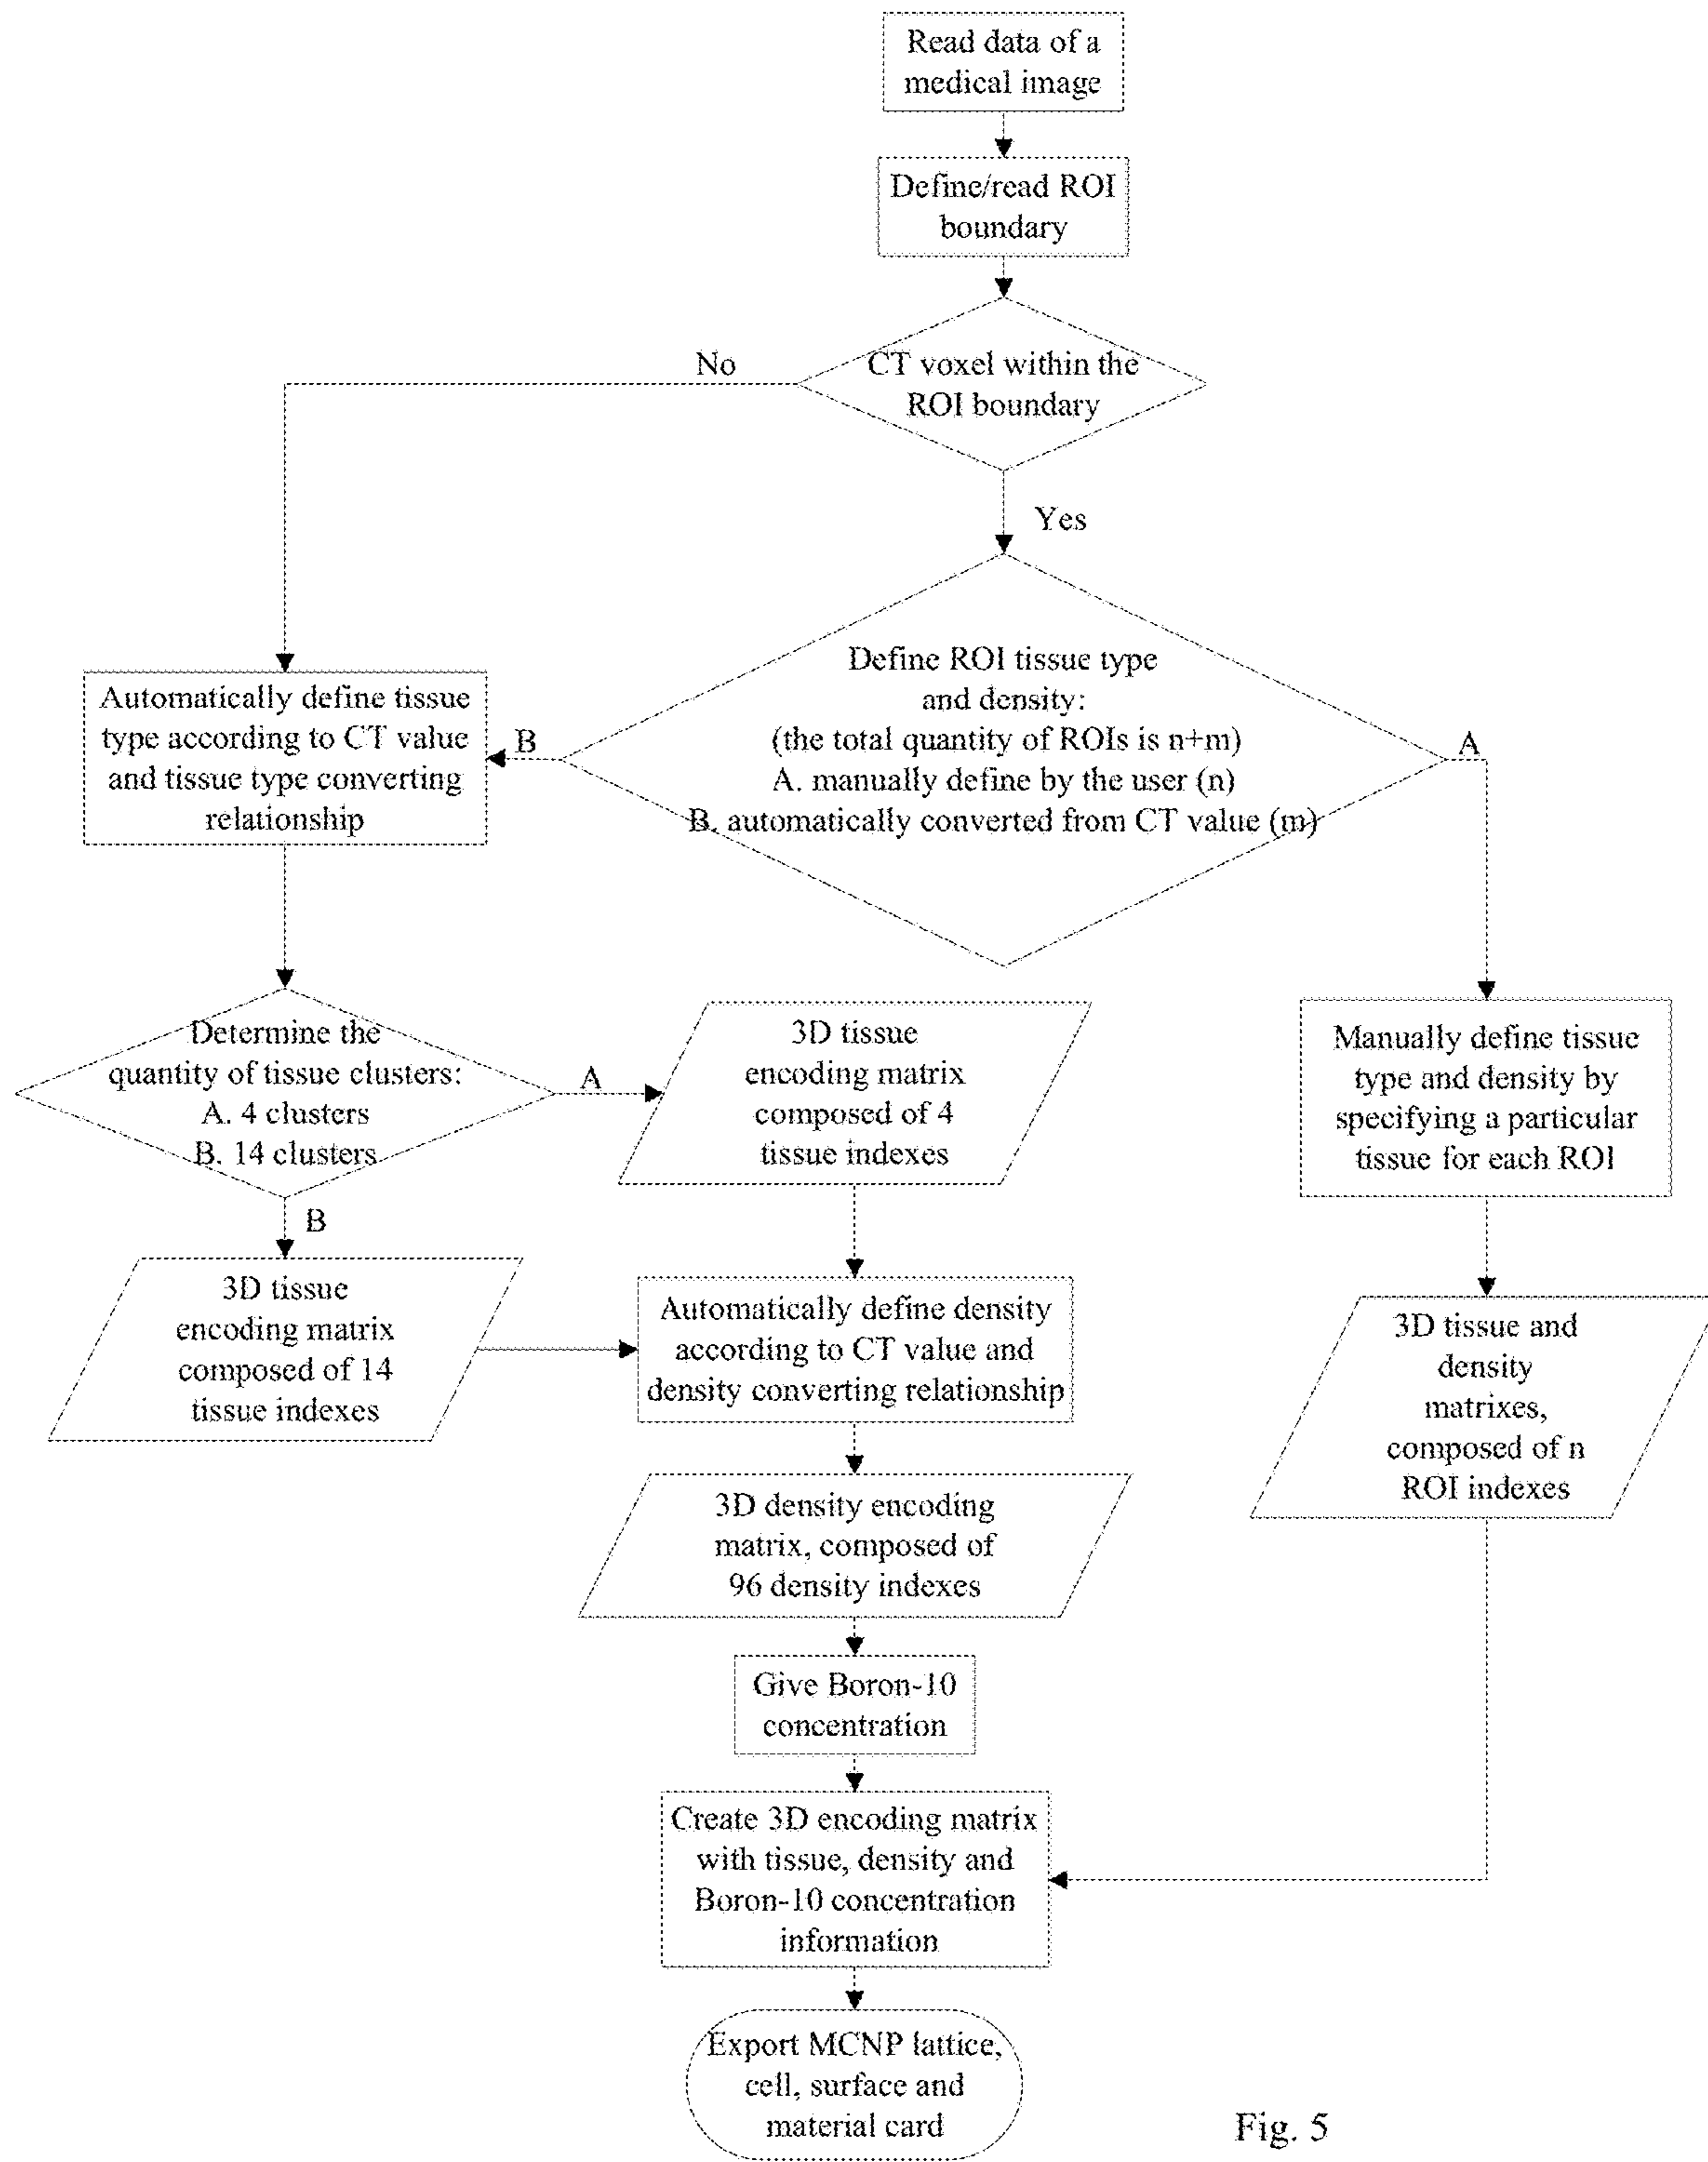 Read data of a
medical image
Define/read ROI
boundary
CT voxel within the
ROI boundary
No
Yes
Define ROI tissue type
and density:
(the total quantity of ROIs is n+m)
A. manually define by the user (n)
B. automatically converted from CT value (m)
B
A
Automatically define tissue
type according to CT value
and tissue type converting
relationship
Determine the
quantity of tissue clusters:
A. 4 clusters
B. 14 clusters
A
B
3D tissue
encoding matrix
composed of 4
tissue indexes
Manually define tissue
type and density by
specifying a particular
tissue for each ROI
3D tissue
encoding matrix
composed of 14
tissue indexes
Automatically define density
according to CT value and
density converting relationship
3D tissue and
density
matrixes,
composed of n
ROI indexes
3D density encoding
matrix, composed of
96 density indexes
Give Boron-10
concentration
Create 3D encoding matrix
with tissue, density and
Boron-10 concentration
information
Export MCNP lattice,
cell, surface and
material card
Fig. 5